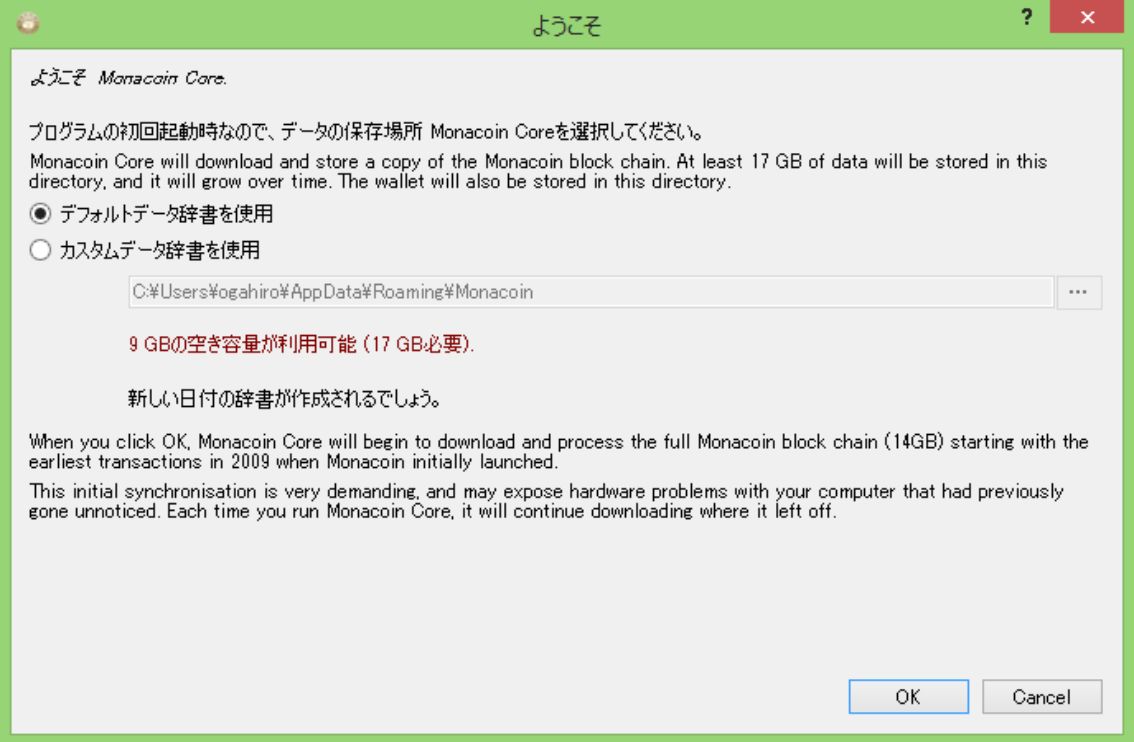 ようこそ
? ×
ようこそ Monacoin Core.
プログラムの初回起動時なので、データの保存場所 Monacoin Coreを選択してください。
Monacoin Core will download and store a copy of the Monacoin block chain. At least 17 GB of data will be stored in this
directory, and it will grow over time. The wallet will also be stored in this directory.
デフォルトデータ辞書を使用
カスタムデータ辞書を使用
C:¥Users¥ogahiro¥AppData¥Roaming¥Monacoin
...
9 GBの空き容量が利用可能 (17 GB必要).
新しい日付の辞書が作成されるでしょう。
When you click OK, Monacoin Core will begin to download and process the full Monacoin block chain (14GB) starting with the
earliest transactions in 2009 when Monacoin initially launched.
This initial synchronisation is very demanding, and may expose hardware problems with your computer that had previously
gone unnoticed. Each time you run Monacoin Core, it will continue downloading where it left off.
OK
Cancel